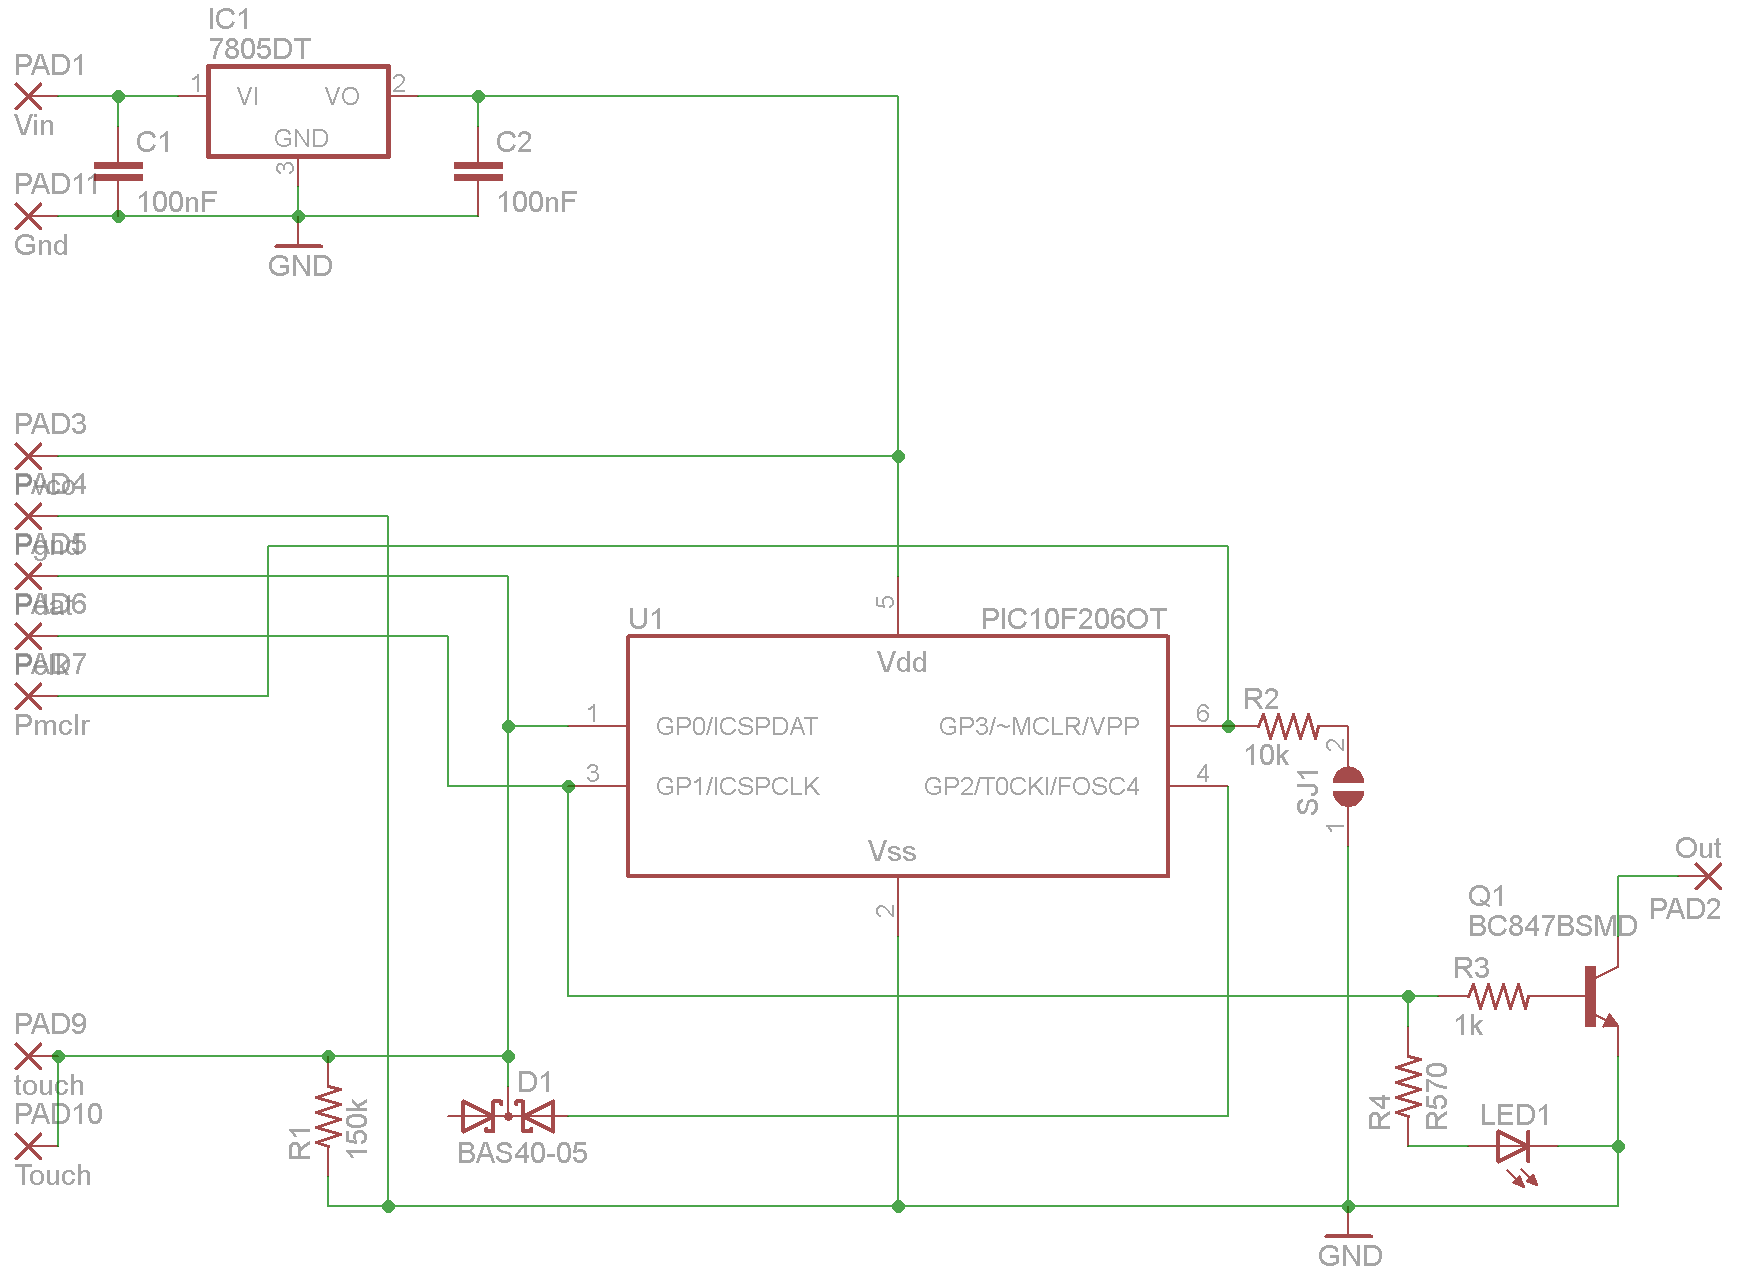 IC1
7805DT
PAD1
1
2
VI
VO
Vin
GND
C1
C2
3
PAD11
100nF
100nF
Gnd
GND
PAD3
PAD4
Pvcc
PAD5
Pgnd
PAD6
Pdat
PAD7
Pclk
Pmclr
U1
PIC10F206OT
5
Vdd
1
GP0/ICSPDAT
GP3/~MCLR/VPP
6
R2
10k
2
3
GP1/ICSPCLK
GP2/T0CKI/FOSC4
4
SJ1
1
Vss
2
Out
PAD2
Q1
BC847BSMD
R3
1k
PAD9
touch
PAD10
Touch
R1
150k
D1
BAS40-05
R4
R570
LED1
GND